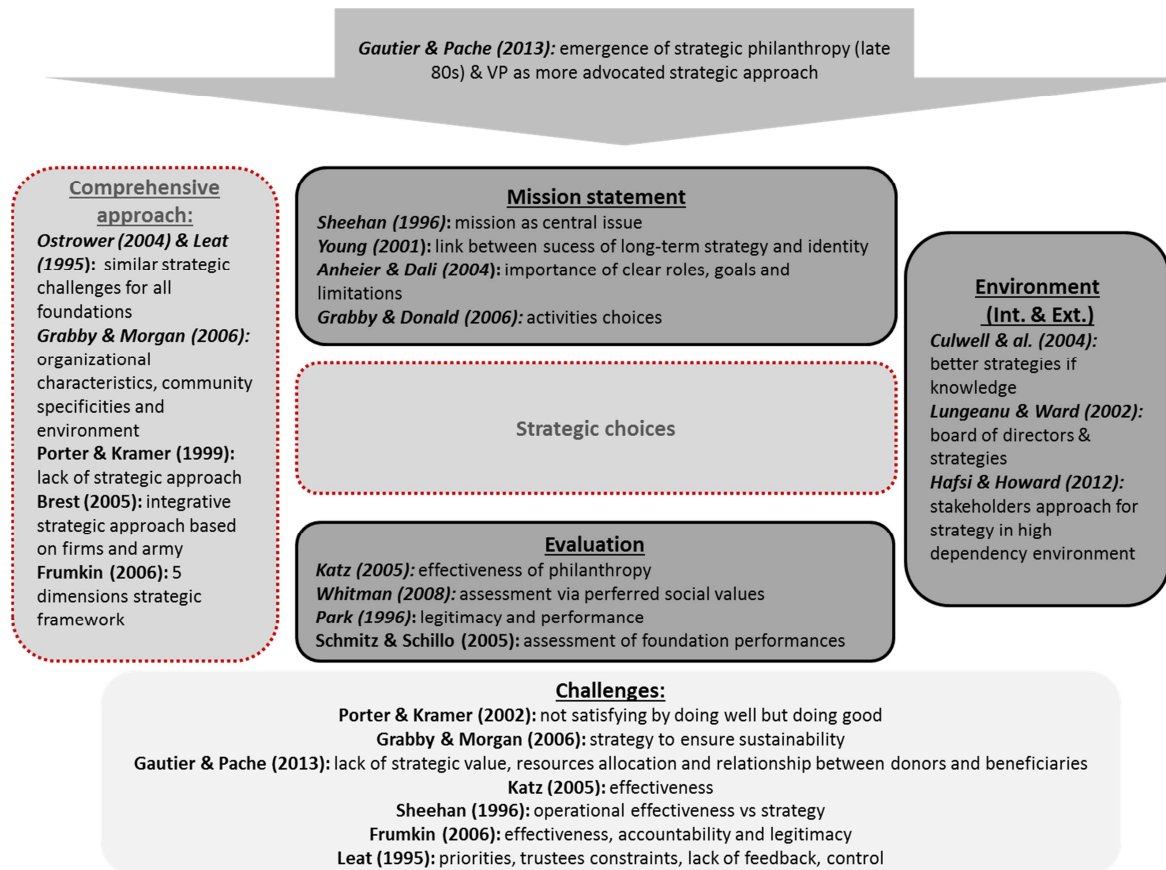 Gautier & Pache (2013): emergence of strategic philanthropy (late
80s) & VP as more advocated strategic approach
Comprehensive
approach:
Ostrower (2004) & Leat
(1995): similar strategic
challenges for all
foundations
Grabby & Morgan (2006):
organizational
characteristics, community
specificities and
environment
Porter & Kramer (1999):
lack of strategic approach
Brest (2005): integrative
strategic approach based
on firms and army
Frumkin (2006): 5
dimensions strategic
framework
Mission statement
Sheehan (1996): mission as central issue
Young (2001): link between sucess of long-term strategy and identity
Anheier & Dali (2004): importance of clear roles, goals and
limitations
Grabby & Donald (2006): activities choices
Strategic choices
Evaluation
Katz (2005): effectiveness of philanthropy
Whitman (2008): assessment via perferred social values
Park (1996): legitimacy and performance
Schmitz & Schillo (2005): assessment of foundation performances
Environment
(Int. & Ext.)
Culwell & al. (2004):
better strategies if
knowledge
Lungeanu & Ward (2002):
board of directors &
strategies
Hafsi & Howard (2012):
stakeholders approach for
strategy in high
dependency environment
Challenges:
Porter & Kramer (2002): not satisfying by doing well but doing good
Grabby & Morgan (2006): strategy to ensure sustainability
Gautier & Pache (2013): lack of strategic value, resources allocation and relationship between donors and beneficiaries
Katz (2005): effectiveness
Sheehan (1996): operational effectiveness vs strategy
Frumkin (2006): effectiveness, accountability and legitimacy
Leat (1995): priorities, trustees constraints, lack of feedback, control